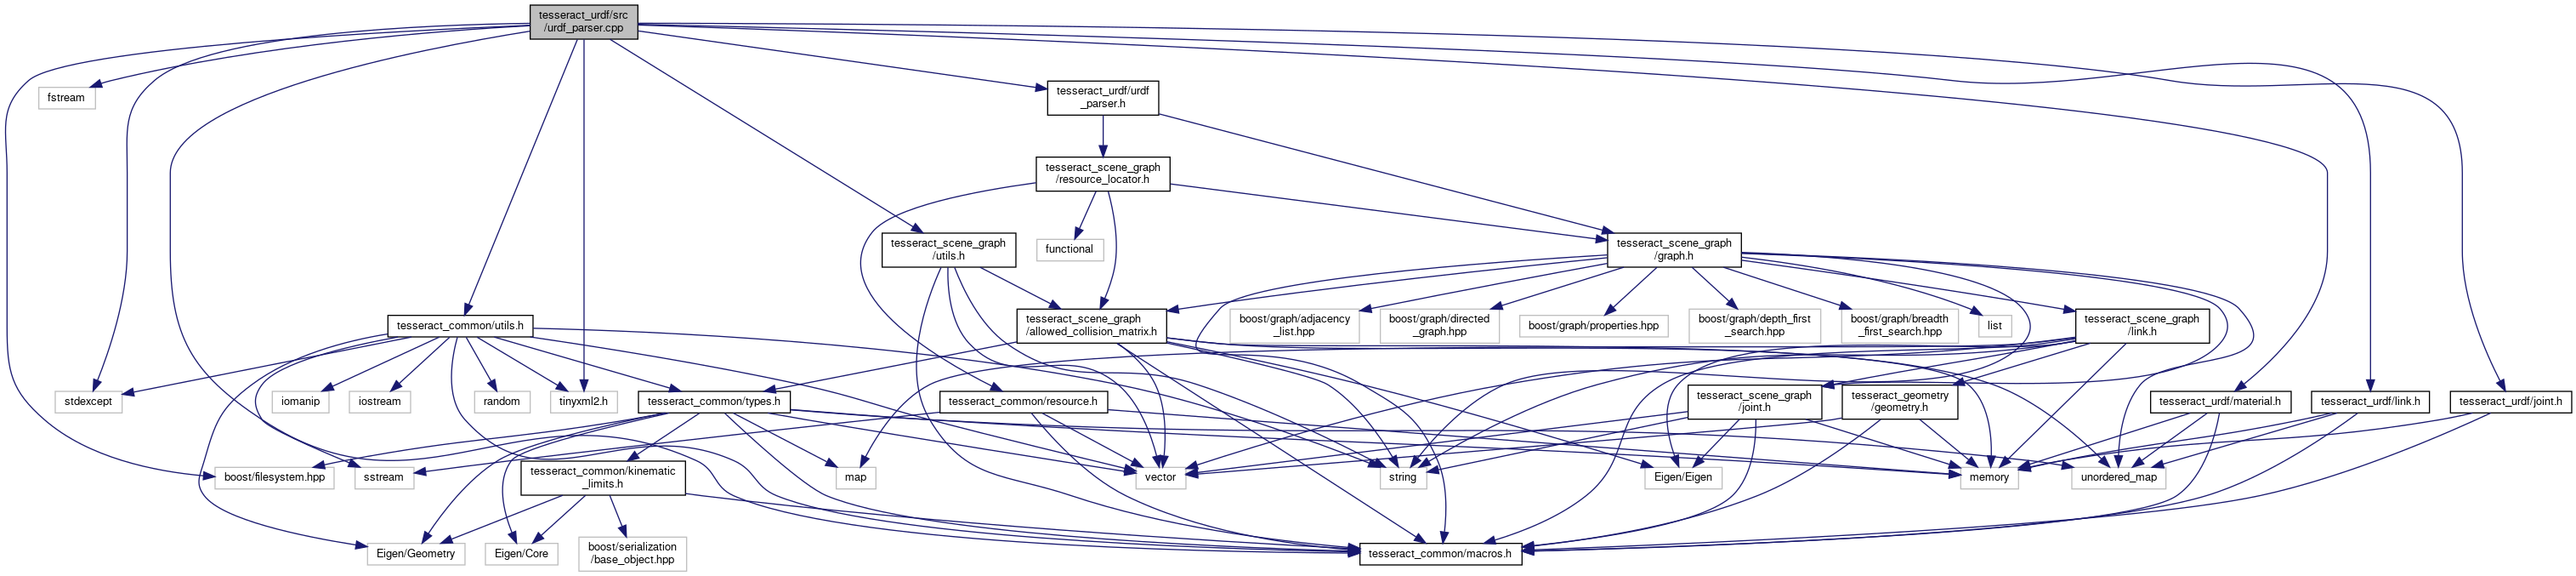 tesseract_urdf/src
/urdf_parser.cpp
fstream
tesseract_urdf/urdf
_parser.h
tesseract_scene_graph
/resource_locator.h
tesseract_scene_graph
/utils.h
functional
tesseract_scene_graph
/graph.h
tesseract_common/utils.h
tesseract_scene_graph
/allowed_collision_matrix.h
boost/graph/adjacency
_list.hpp
boost/graph/directed
_graph.hpp
boost/graph/properties.hpp
boost/graph/depth_first
_search.hpp
boost/graph/breadth
_first_search.hpp
list
tesseract_scene_graph
/link.h
stdexcept
iomanip
iostream
random
tinyxml2.h
tesseract_common/types.h
tesseract_common/resource.h
tesseract_scene_graph
/joint.h
tesseract_geometry
/geometry.h
tesseract_urdf/material.h
tesseract_urdf/link.h
tesseract_urdf/joint.h
boost/filesystem.hpp
sstream
tesseract_common/kinematic
_limits.h
map
vector
string
Eigen/Eigen
memory
unordered_map
Eigen/Geometry
Eigen/Core
boost/serialization
/base_object.hpp
tesseract_common/macros.h